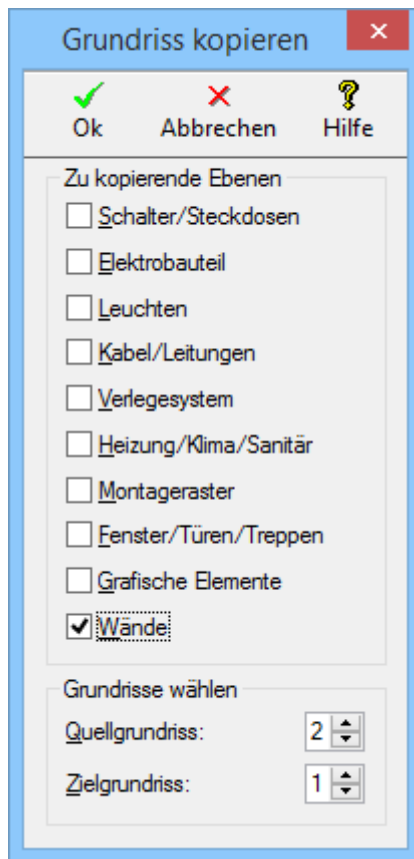 Grundriss kopieren
Ok Abbrechen Hilfe
Zu kopierende Ebenen
Schalter/Steckdosen
Elektrobauteil
Leuchten
Kabel/Leitungen
Verlegesystem
Heizung/Klima/Sanitär
Montageraster
Fenster/Türen/Treppen
Grafische Elemente
Wände
Grundrisse wählen
Quellgrundriss: 2
Zielgrundriss: 1